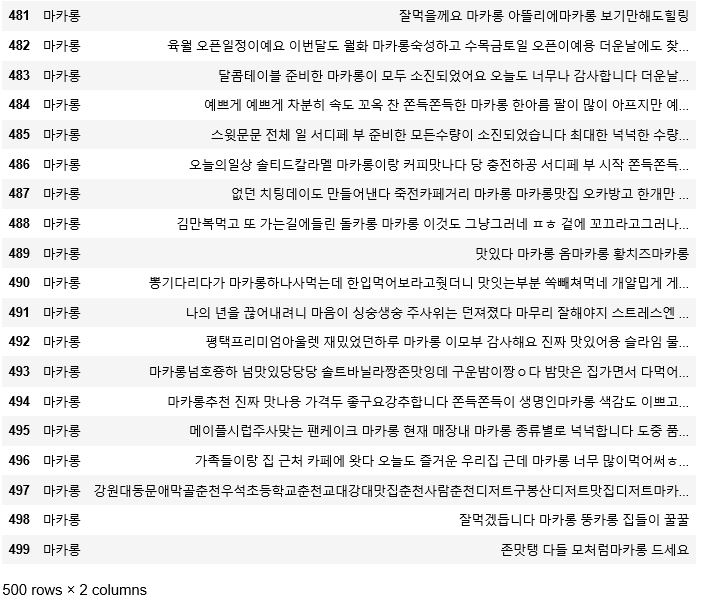 481 마카롱 잘먹을께요 마카롱 아뜰리에마카롱 보기만해도힐링
482 마카롱 육월 오픈일정이예요 이번달도 월화 마카롱숙성하고 수목금토일 오픈이예용 더운날에도 찾...
483 마카롱 달콤테이블 준비한 마카롱이 모두 소진되었어요 오늘도 너무나 감사합니다 더운날...
484 마카롱 예쁘게 예쁘게 차분히 속도 꼬옥 찬 쫀득쫀득한 마카롱 한아름 팔이 많이 아프지만 예...
485 마카롱 스윗문문 전체 일 서디페 부 준비한 모든수량이 소진되었습니다 최대한 넉넉한 수량...
486 마카롱 오늘의일상 솔티드칼라멜 마카롱이랑 커피맛나다 당 충전하공 서디페 부 시작 쫀득쫀득...
487 마카롱 없던 치팅데이도 만들어낸다 죽전카페거리 마카롱 마카롱맛집 오카방고 한개만 ...
488 마카롱 김만복먹고 또 가는길에들린 돌카롱 마카롱 이것도 그냥그러네 ㅠㅎ 겉에 꼬끄라고그러나...
489 마카롱 맛있다 마카롱 옴마카롱 황치즈마카롱
490 마카롱 뽕기다리다가 마카롱하나사먹는데 한입먹어보라고줫더니 맛잇는부분 쏙빼쳐먹네 개얄밉게 게...
491 마카롱 나의 년을 끊어내려니 마음이 싱숭생숭 주사위는 던져졌다 마무리 잘해야지 스트레스엔 ...
492 마카롱 평택프리미엄아울렛 재밌었던하루 마카롱 이모부 감사해요 진짜 맛있어용 슬라임 물...
493 마카롱 마카롱넘호죵하 넘맛있당당당 솔트바닐라짱존맛잉데 구운밤이짱ㅇ다 밤맛은 집가면서 다먹어...
494 마카롱 마카롱추천 진짜 맛나용 가격두 좋구요강추합니다 쫀득쫀득이 생명인마카롱 색감도 이쁘고...
495 마카롱 메이플시럽주사맞는 팬케이크 마카롱 현재 매장내 마카롱 종류별로 넉넉합니다 도중 품...
496 마카롱 가족들이랑 집 근처 카페에 왓다 오늘도 즐거운 우리집 근데 마카롱 너무 많이먹어써ㅎ...
497 마카롱 강원대동문애막골춘천우석초등학교춘천교대강대맛집춘천사람춘천디저트구봉산디저트맛집디저트마카...
498 마카롱 잘먹겠듭니다 마카롱 뚱카롱 집들이 꿀꿀
499 마카롱 존맛탱 다들 모처럼마카롱 드세요
500 rows × 2 columns